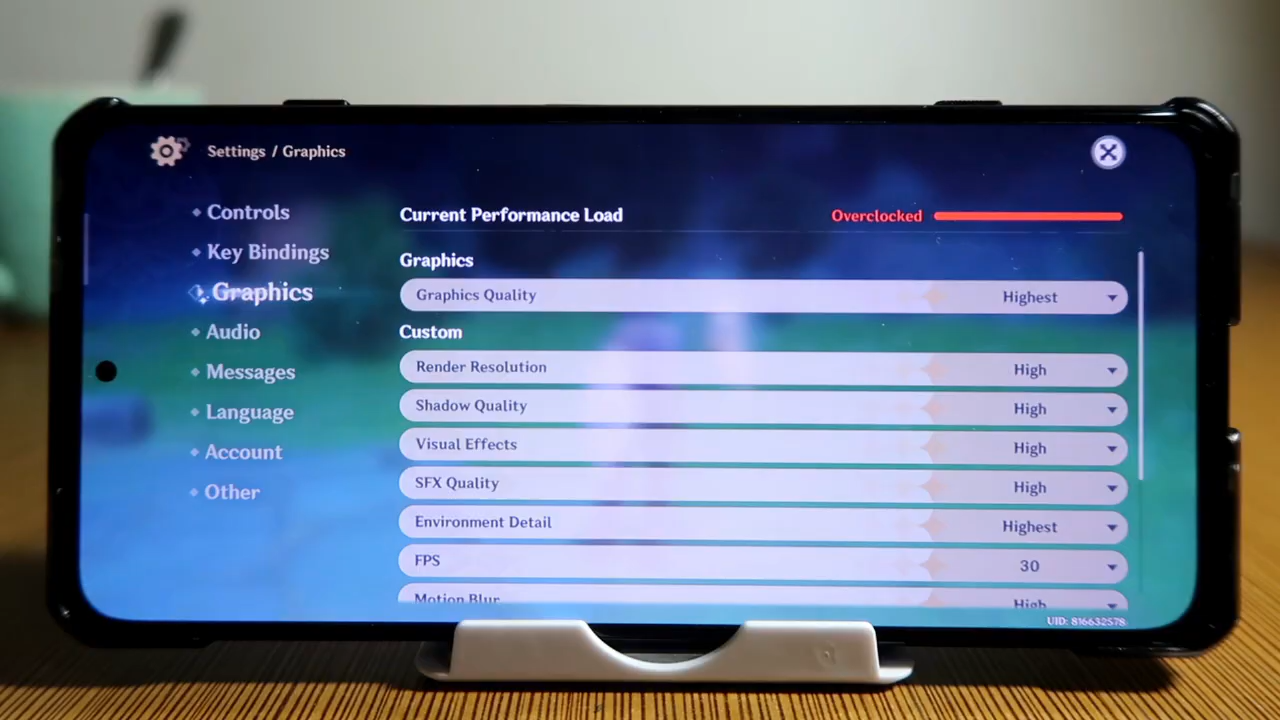 Settings / Graphics
Controls
Key Bindings
Graphics
Audio
Messages
Language
Account
Other
Current Performance Load Overclocked
Graphics
Graphics Quality Highest
Custom
Render Resolution High
Shadow Quality High
Visual Effects High
SFX Quality High
Environment Detail Highest
FPS 30
Motion Blur High
UID: 816632578